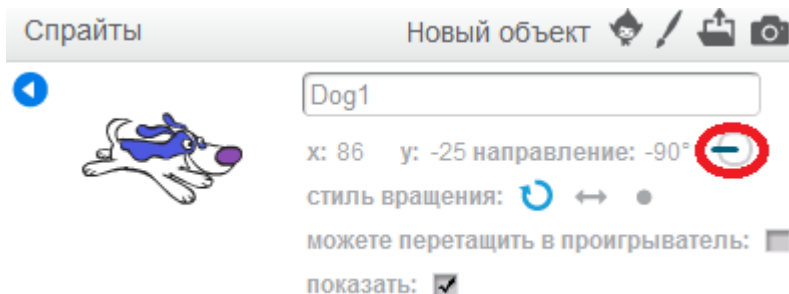 Спрайты Новый объект
Dog1
x: 86 y: -25 направление: -90°
стиль вращения:
можете перетащить в проигрыватель:
показать: